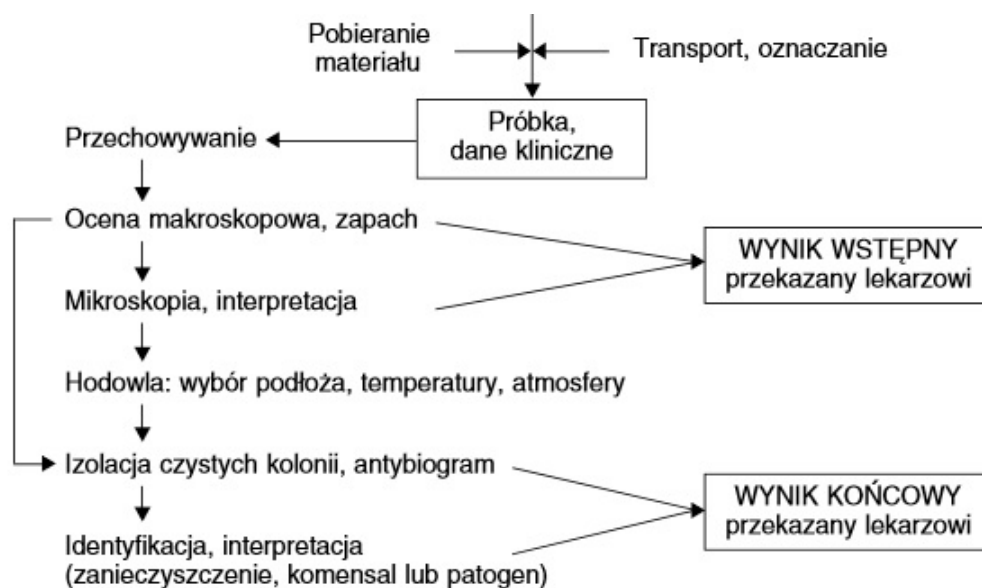 Pobieranie
materiału
Transport, oznaczanie
Próbka,
dane kliniczne
Przechowywanie
Ocena makroskopowa, zapach
WYNIK WSTĘPNY
przekazany lekarzowi
Mikroskopia, interpretacja
Hodowla: wybór podłoża, temperatury, atmosfery
Izolacja czystych kolonii, antybiogram
WYNIK KOŃCOWY
przekazany lekarzowi
Identyfikacja, interpretacja
(zanieczyszczenie, komensal lub patogen)